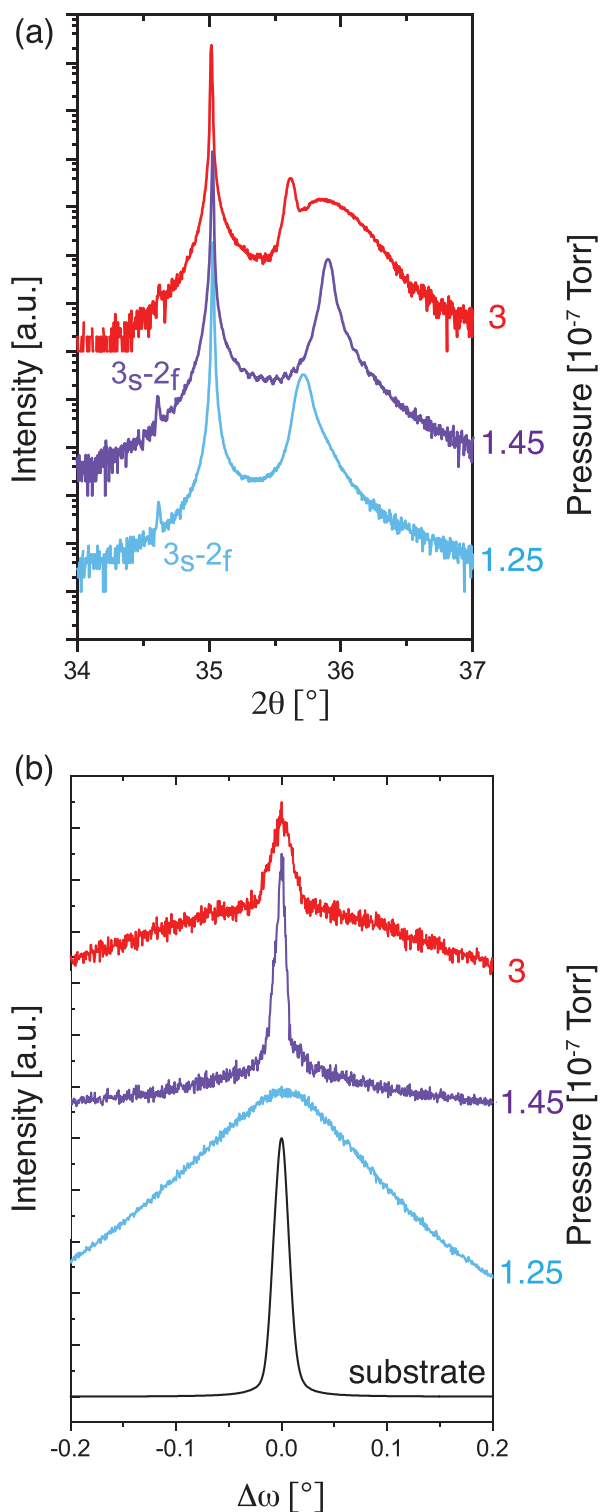 (a)
Intensity [a.u.]
3s-2f
3s-2f
3
1.45
1.25
Pressure [10-7 Torr]
34
35
36
37
2θ [°]
(b)
Intensity [a.u.]
3
1.45
1.25
substrate
Pressure [10-7 Torr]
-0.2
-0.1
0.0
0.1
0.2
Δω [°]